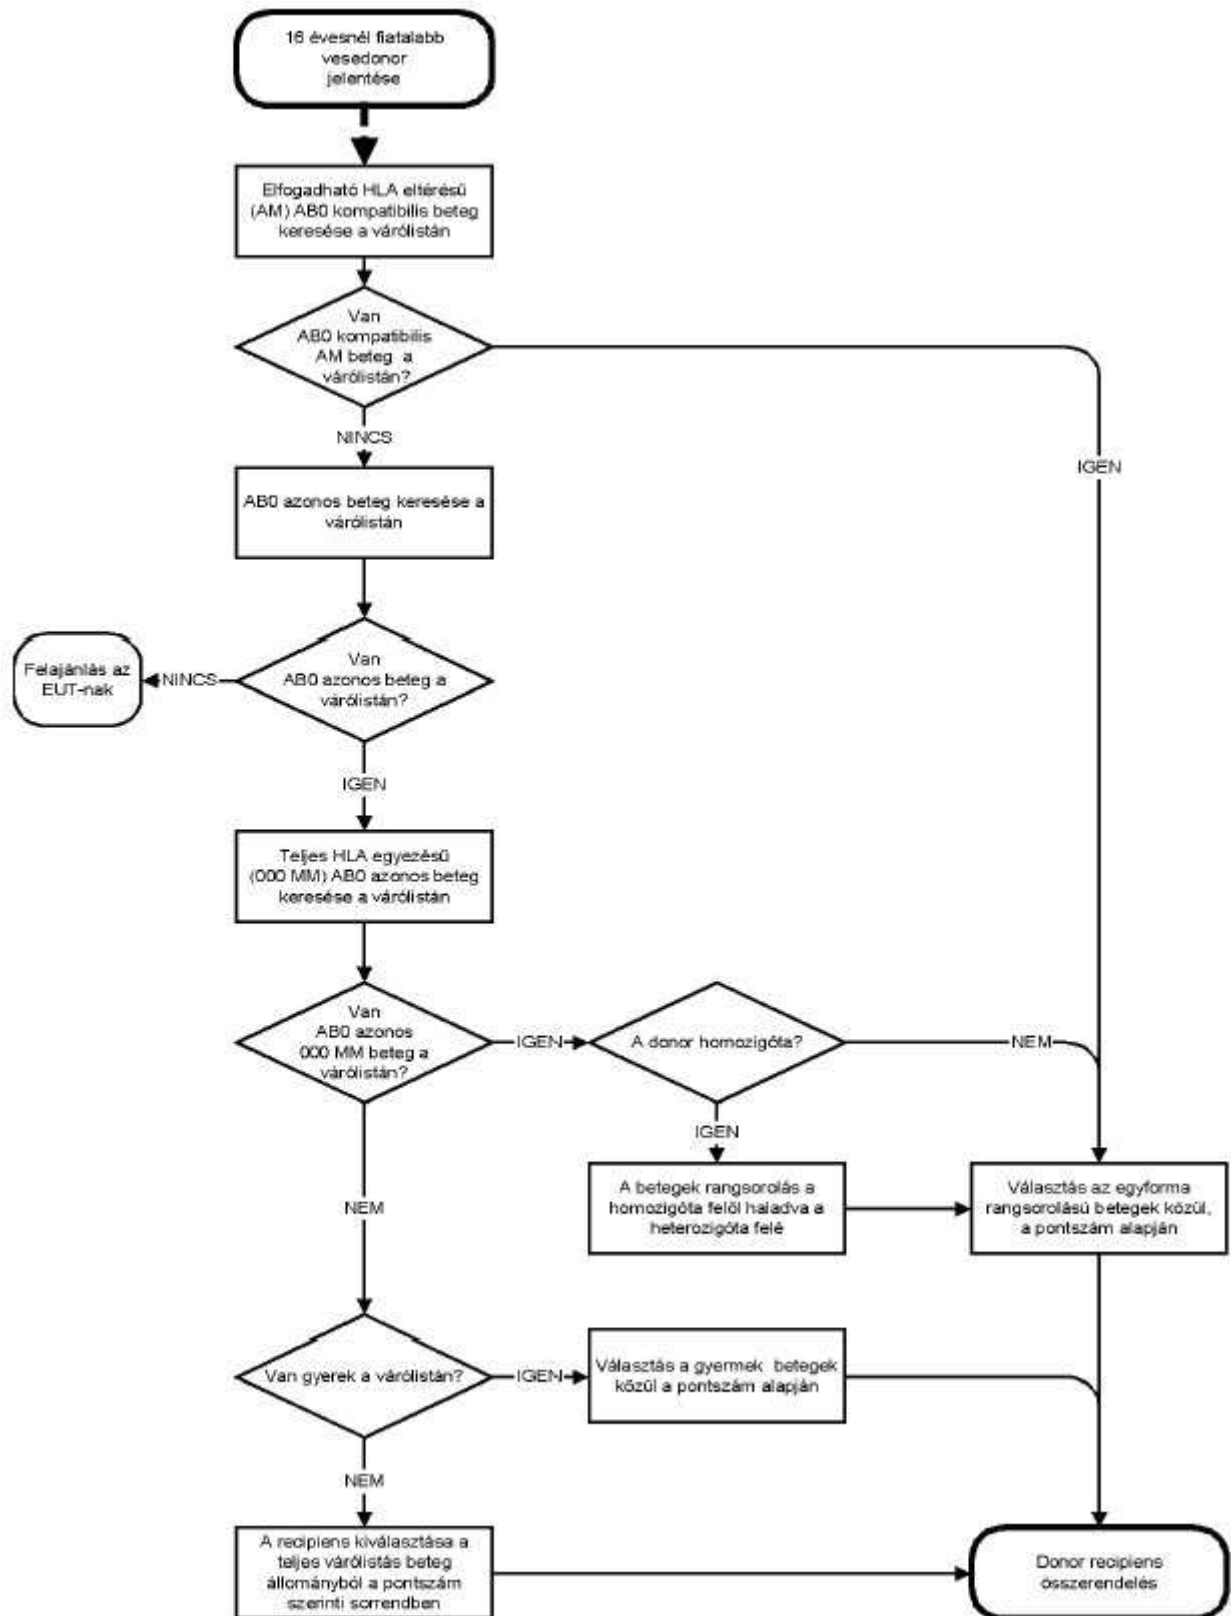 16 évesnél fiatalabb
vesedonor
jelentése
Elfogadható HLA eltérésű
(AM) AB0 kompatibilis beteg
keresése a várólistán
Van
AB0 kompatibilis
AM beteg a
várólistán?
NINCS
IGEN
AB0 azonos beteg keresése a
várólistán
Van
AB0 azonos beteg a
várólistán?
NINCS
Felajánlás az
EUT-nak
IGEN
Teljes HLA egyezésű
(000 MM) AB0 azonos beteg
keresése a várólistán
Van
AB0 azonos
000 MM beteg a
várólistán?
IGEN
A donor homozigóta?
NEM
IGEN
NEM
A betegek rangsorolás a
homozigóta felől haladva a
heterozigóta felé
Választás az egyforma
rangsorolású betegek közül,
a pontszám alapján
Van gyerek a várólistán?
IGEN
Választás a gyermek betegek
közül a pontszám alapján
NEM
A recipiens kiválasztása a
teljes várólistás beteg
állományból a pontszám
szerinti sorrendben
Donor recipiens
összerendelés